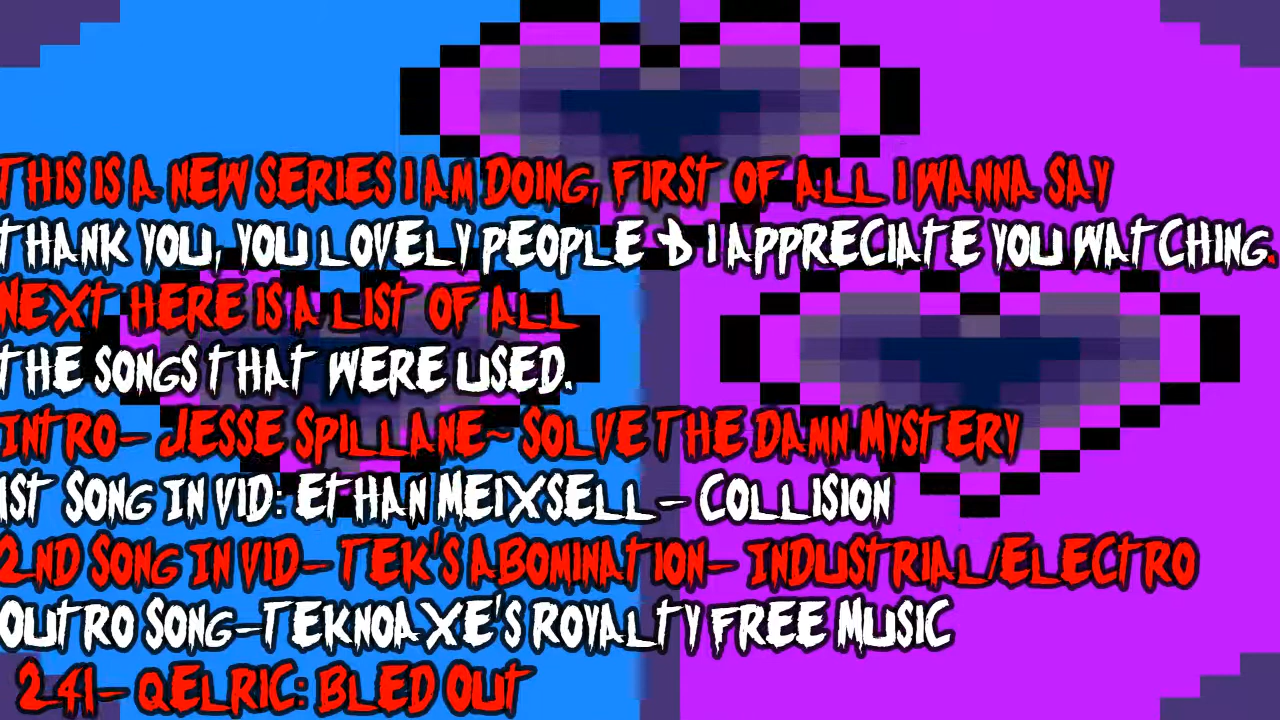 THIS IS A NEW SERIES I AM DOING, FIRST OF ALL I WANNA SAY
THANK YOU, YOU LOVELY PEOPLE & I APPRECIATE YOU WATCHING.
NEXT HERE IS A LIST OF ALL
THE SONGS THAT WERE USED.
INTRO- JESSE SPILLANE~ SOLVE THE DAMN MYSTERY
1ST SONG IN VID: ETHAN MEIXSELL- COLLISION
2ND SONG IN VID- TEK'S ABOMINATION- INDUSTRIAL/ELECTRO
OUTRO SONG-TEKNOAXE'S ROYALTY FREE MUSIC
241- QELRIC: BLED OUT